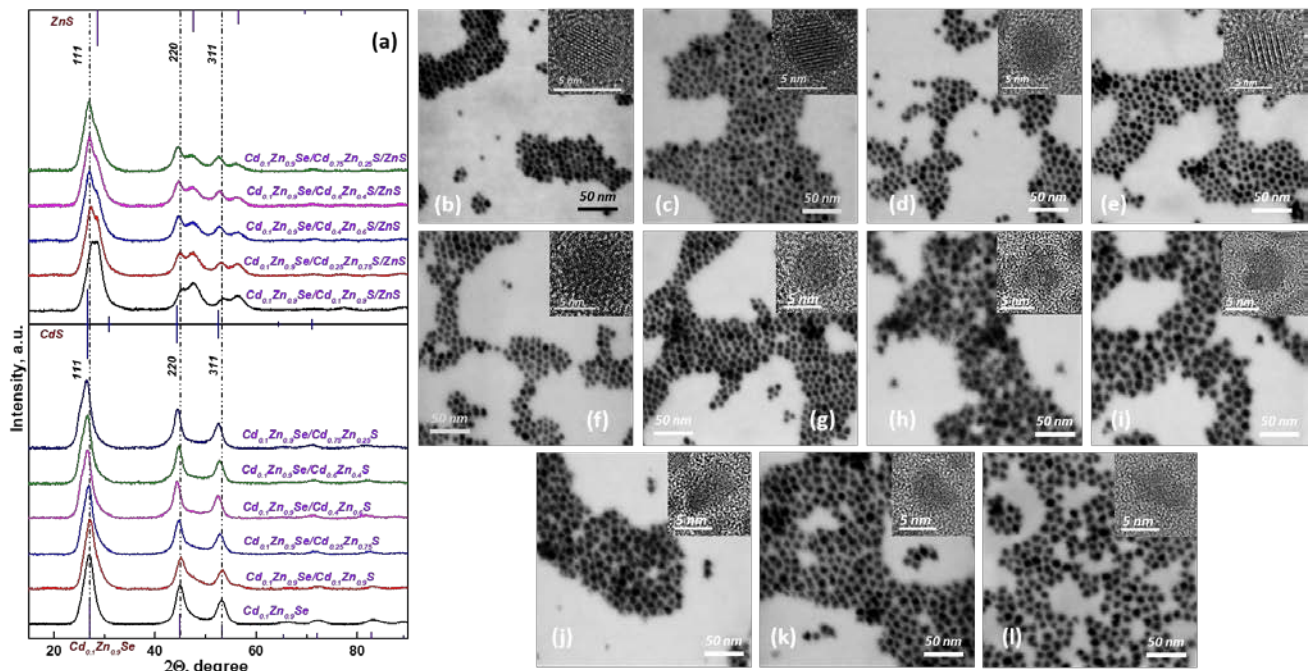 ZnS
(a)
111
220
311
Cd0.1Zn0.9Se/Cd0.75Zn0.25S/ZnS
Cd0.1Zn0.9Se/Cd0.6Zn0.4S/ZnS
Cd0.1Zn0.9Se/Cd0.4Zn0.6S/ZnS
Cd0.1Zn0.9Se/Cd0.25Zn0.75S/ZnS
Cd0.1Zn0.9Se/Cd0.1Zn0.9S/ZnS
CdS
111
220
311
Cd0.1Zn0.9Se/Cd0.75Zn0.25S
Cd0.1Zn0.9Se/Cd0.6Zn0.4S
Cd0.1Zn0.9Se/Cd0.4Zn0.6S
Cd0.1Zn0.9Se/Cd0.25Zn0.75S
Cd0.1Zn0.9Se/Cd0.1Zn0.9S
Cd0.1Zn0.9Se
Cd0.1Zn0.9Se
Intensity, a.u.
20 40 60 80
2Θ, degree
5 nm
(b)
50 nm
5 nm
(c)
50 nm
5 nm
(d)
50 nm
5 nm
(e)
50 nm
5 nm
50 nm
(f)
5 nm
50 nm
(g)
5 nm
(h)
50 nm
5 nm
(i)
50 nm
5 nm
(j)
50 nm
5 nm
(k)
50 nm
5 nm
(l)
50 nm